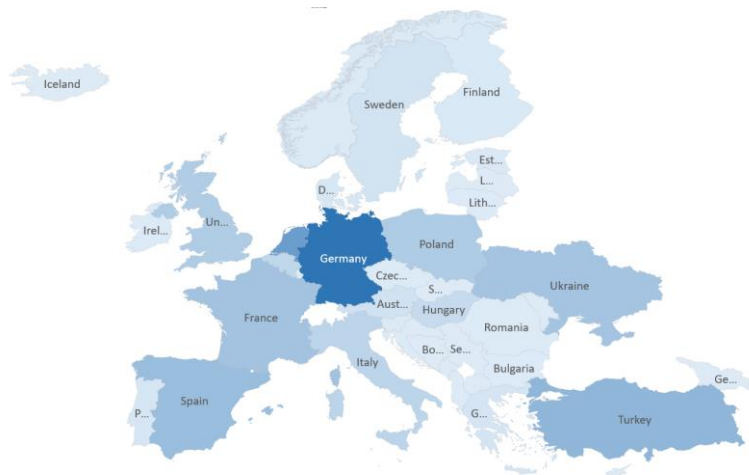 Iceland
Finland
Sweden
Est...
L...
Lith...
D...
Un...
Irel...
Poland
Germany
Czec...
S...
Ukraine
Aust...
Hungary
France
Romania
Bo...
Se...
Italy
Bulgaria
Ge...
Spain
P...
G...
Turkey